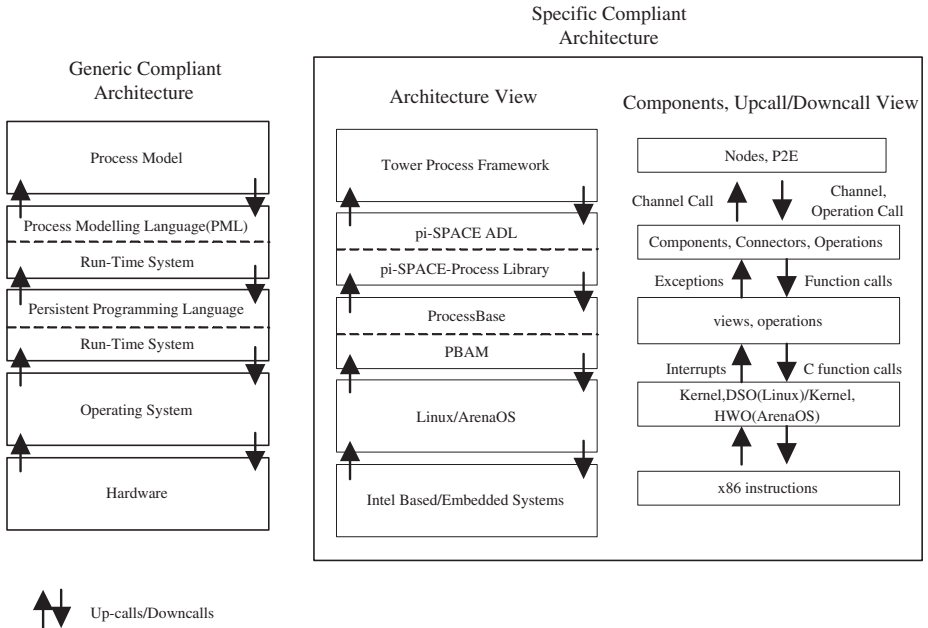 Specific Compliant
Architecture
Generic Compliant
Architecture
Process Model
Process Modelling Language(PML)
Run-Time System
Persistent Programming Language
Run-Time System
Operating System
Hardware
Architecture View
Tower Process Framework
pi-SPACE ADL
pi-SPACE-Process Library
ProcessBase
PBAM
Linux/ArenaOS
Intel Based/Embedded Systems
Components, Upcall/Downcall View
Nodes, P2E
Channel Call
Channel,
Operation Call
Components, Connectors, Operations
Exceptions
Function calls
views, operations
Interrupts
C function calls
Kernel,DSO(Linux)/Kernel,
HWO(ArenaOS)
x86 instructions
Up-calls/Downcalls